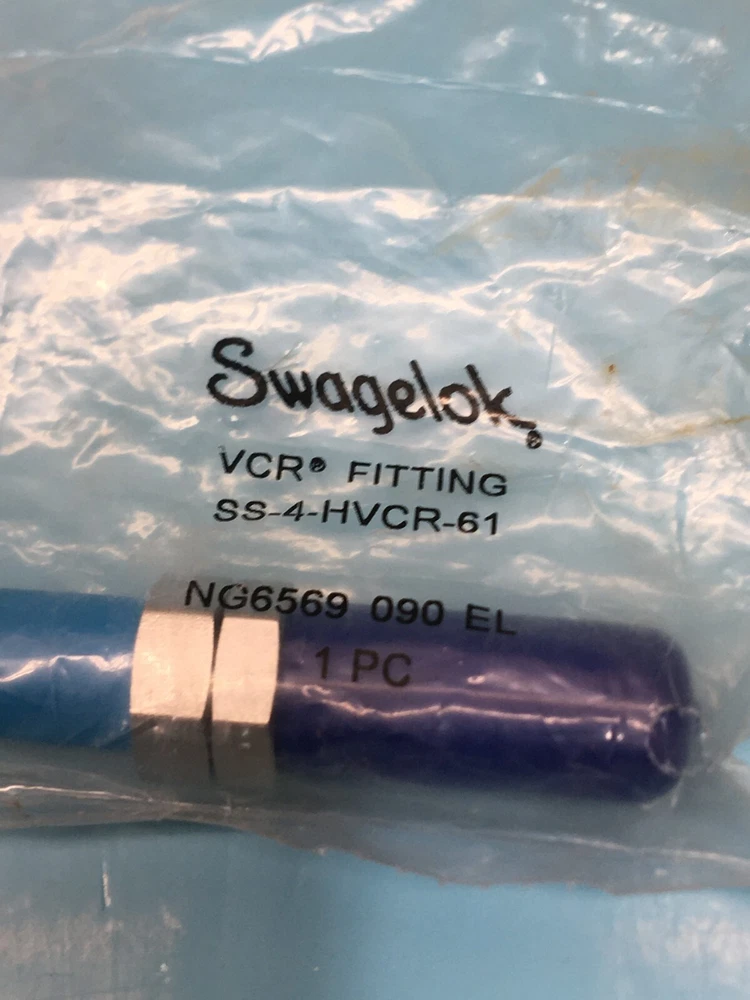 Swagelok®
VCR® FITTING
SS-4-HVCR-61
NG6569 090 EL
1 PC